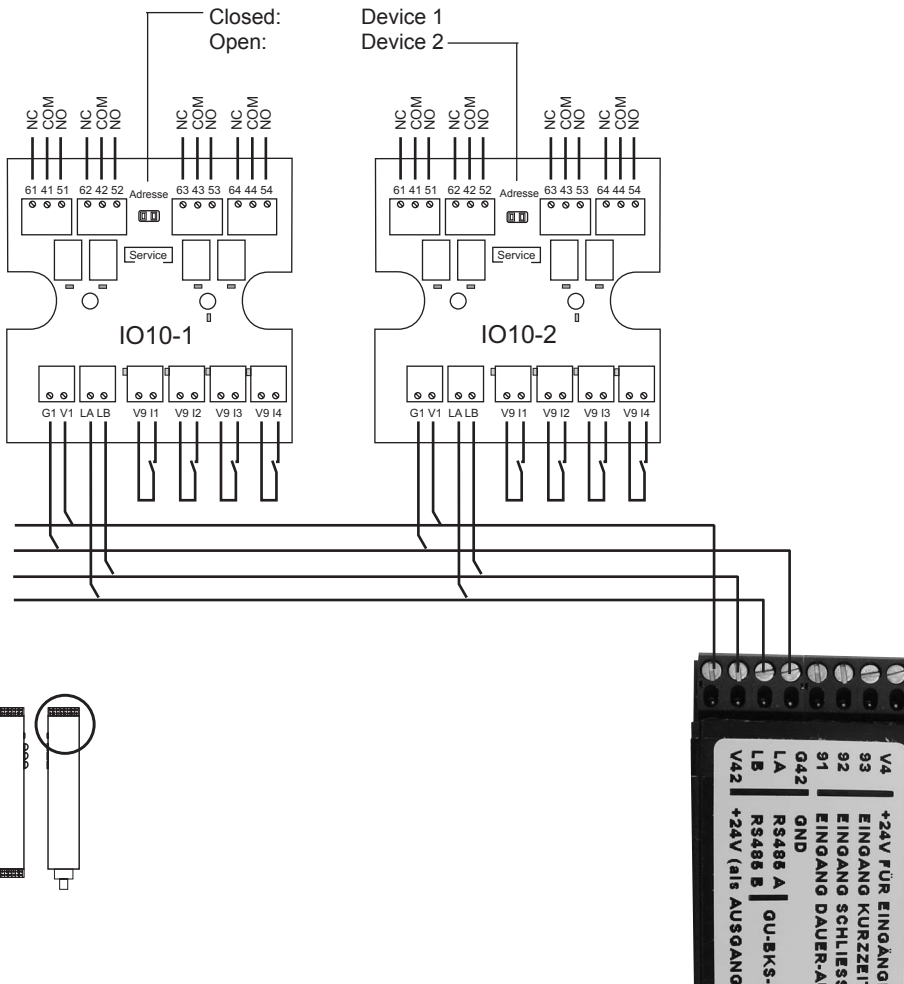 Closed: Device 1
Open: Device 2
NC COM NO NC COM NO NC COM NO NC COM NO
NC COM NO NC COM NO NC COM NO NC COM NO
61 41 51 62 42 52 Adresse 63 43 53 64 44 54
61 41 51 62 42 52 Adresse 63 43 53 64 44 54
Service
Service
IO10-1
IO10-2
G1 V1 LA LB V9 I1 V9 I2 V9 I3 V9 I4
G1 V1 LA LB V9 I1 V9 I2 V9 I3 V9 I4
V4 +24V FÜR EINGÄNG
93 EINGANG KURZZEIT
92 EINGANG SCHLIESS
91 EINGANG DAUER-A
G42 GND
LA RS485 A
GU-BKS-
LB RS485 B
V42 +24V (als AUSGANG